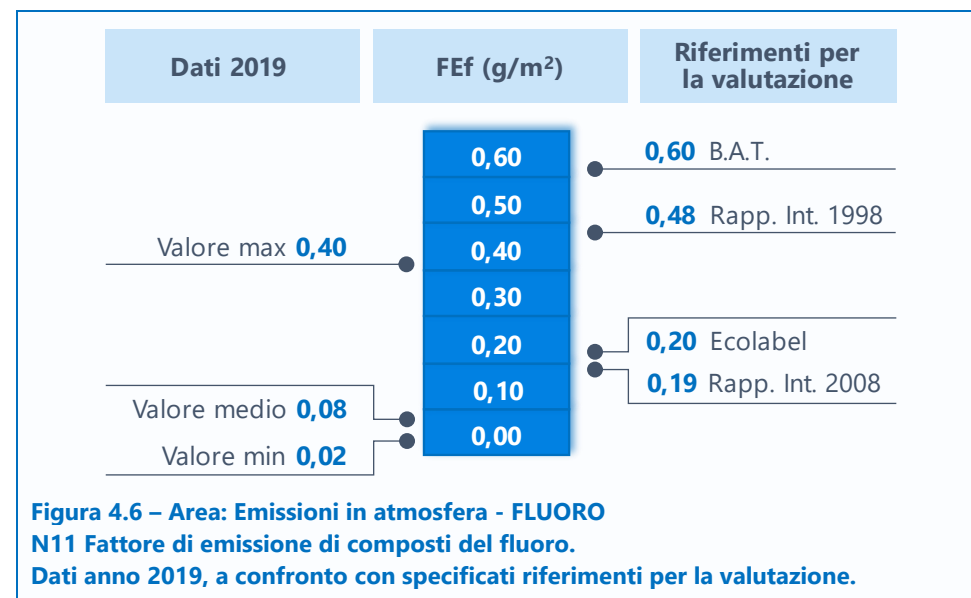 Dati 2019
FEf (g/m²)
Riferimenti per
la valutazione
0,60
0,50
0,40
0,30
0,20
0,10
0,00
Valore max 0,40
Valore medio 0,08
Valore min 0,02
0,60 B.A.T.
0,48 Rapp. Int. 1998
0,20 Ecolabel
0,19 Rapp. Int. 2008
Figura 4.6 – Area: Emissioni in atmosfera - FLUORO
N11 Fattore di emissione di composti del fluoro.
Dati anno 2019, a confronto con specificati riferimenti per la valutazione.